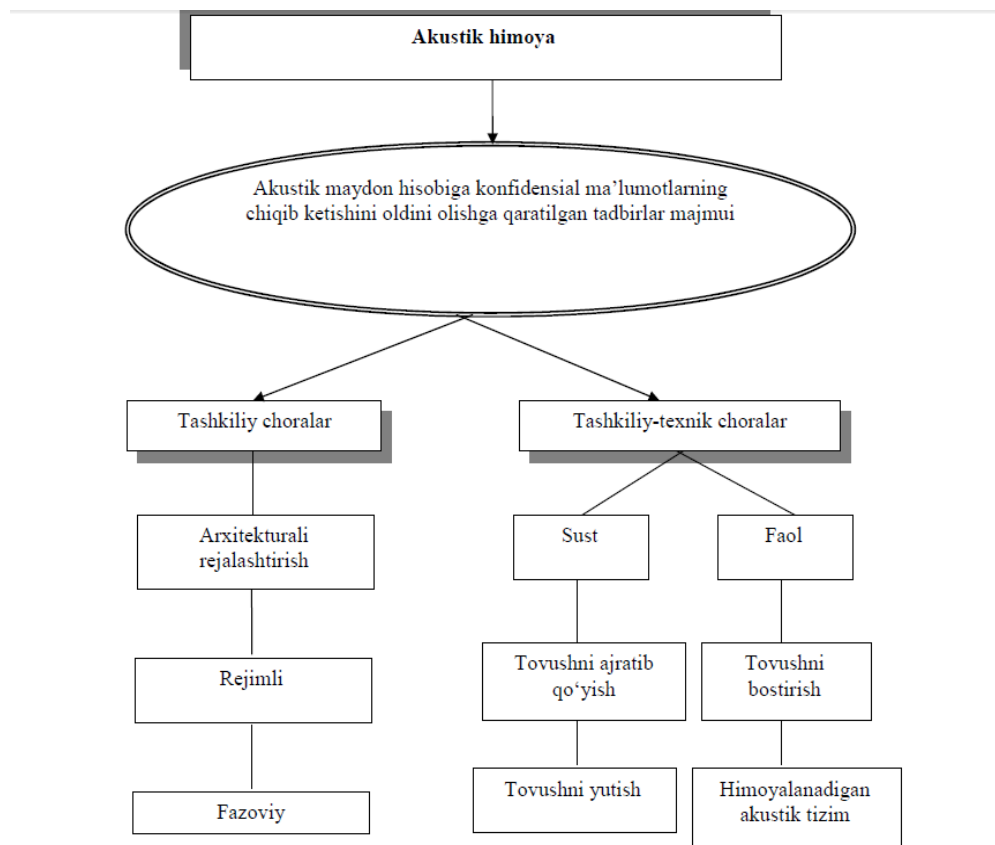 Akustik himoya
Akustik maydon hisobiga konfidensial ma’lumotlarning
chiqib ketishini oldini olishga qaratilgan tadbirlar majmui
Tashkiliy choralar
Tashkiliy-texnik choralar
Arxitekturali
rejalashtirish
Sust
Faol
Rejimli
Tovushni ajratib
qo‘yish
Tovushni
bostirish
Fazoviy
Tovushni yutish
Himoyalanadigan
akustik tizim